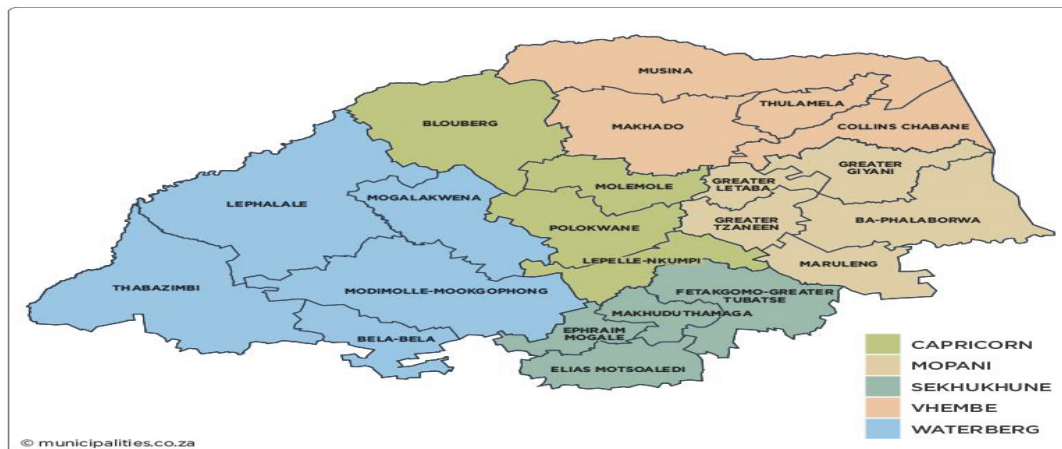 MUSINA
THULAMELA
BLOUBERG
MAKHADO
COLLINS CHABANE
GREATER
GIYANI
MOLEMOLE
GREATER
LETABA
LEPHALALE
MOGALAKWENA
POLOKWANE
GREATER
TZANEEN
BA-PHALABORWA
LEPELLE-NKUMPI
MARULENG
THABAZIMBI
MODIMOLLE-MOOKGOPHONG
FETAKGOMO-GREATER
TUBATSE
MAKHUDUTHAMAGA
EPHRAIM
MOGALE
BELA-BELA
ELIAS MOTSOALEDI
CAPRICORN
MOPANI
SEKHUKHUNE
VHEMBE
WATERBERG
© municipalities.co.za